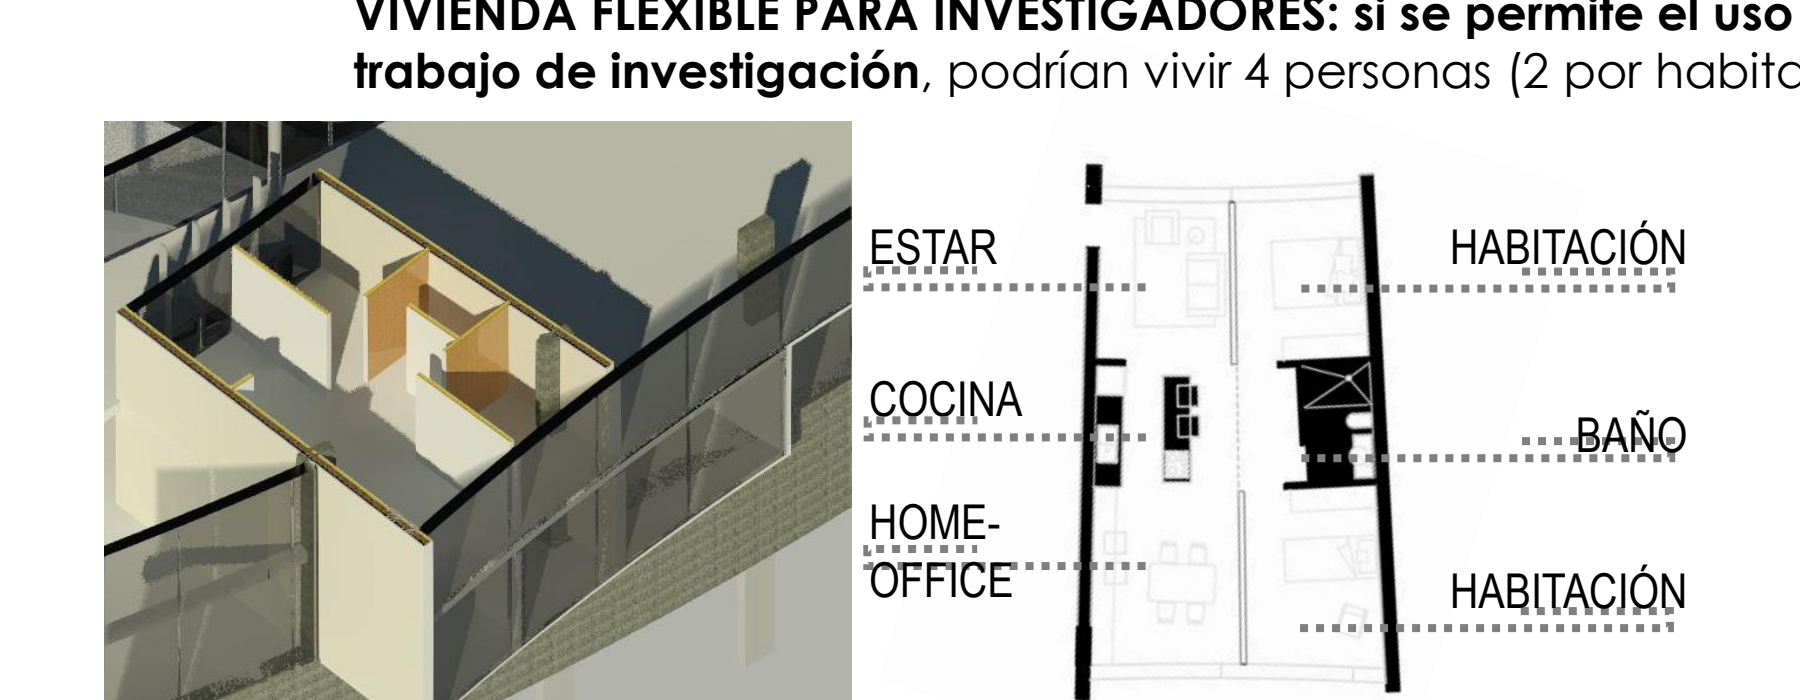 VIVIENDA FLEXIBLE PARA INVESTIGADORES: si se permite el uso
trabajo de investigación, podrían vivir 4 personas (2 por
ESTAR
HABITACIÓN
COCINA
BAÑO
HOME-
OFFICE
HABITACIÓN